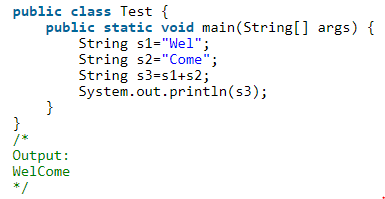 public class Test {
    public static void main(String[] args) {
        String s1="Wel";
        String s2="Come";
        String s3=s1+s2;
        System.out.println(s3);
    }
}
/*
Output:
WelCome
*/